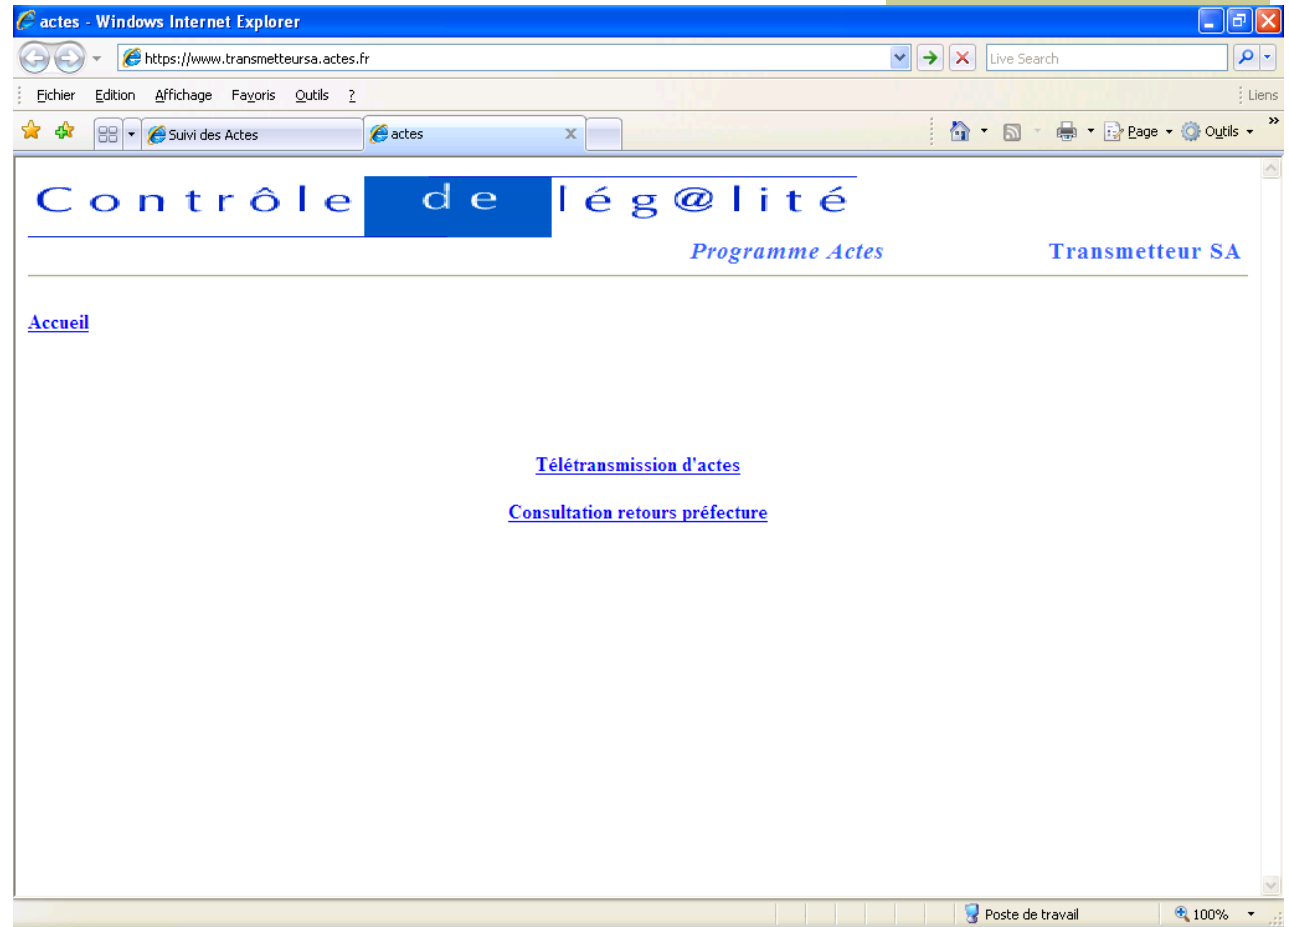 actes - Windows Internet Explorer
https://www.transmetteursa.actes.fr
Live Search
Fichier Edition Affichage Favoris Outils ?
Liens
Suivi des Actes
actes
Page
Outils
Contrôle de lég@lité
Programme Actes
Transmetteur SA
Accueil
Télétransmission d'actes
Consultation retours préfecture
Poste de travail
100%